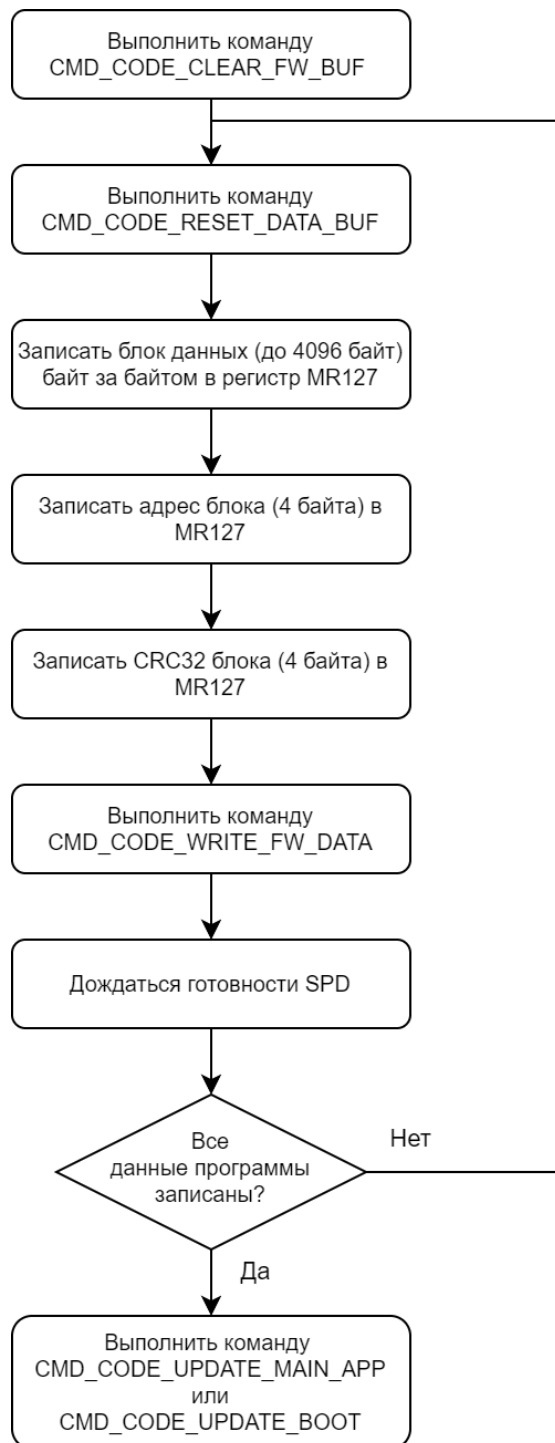 Выполнить команду
CMD_CODE_CLEAR_FW_BUF
Выполнить команду
CMD_CODE_RESET_DATA_BUF
Записать блок данных (до 4096 байт)
байт за байтом в регистр MR127
Записать адрес блока (4 байта) в
MR127
Записать CRC32 блока (4 байта) в
MR127
Выполнить команду
CMD_CODE_WRITE_FW_DATA
Дождаться готовности SPD
Все
данные программы
записаны?
Нет
Да
Выполнить команду
CMD_CODE_UPDATE_MAIN_APP
или
CMD_CODE_UPDATE_BOOT